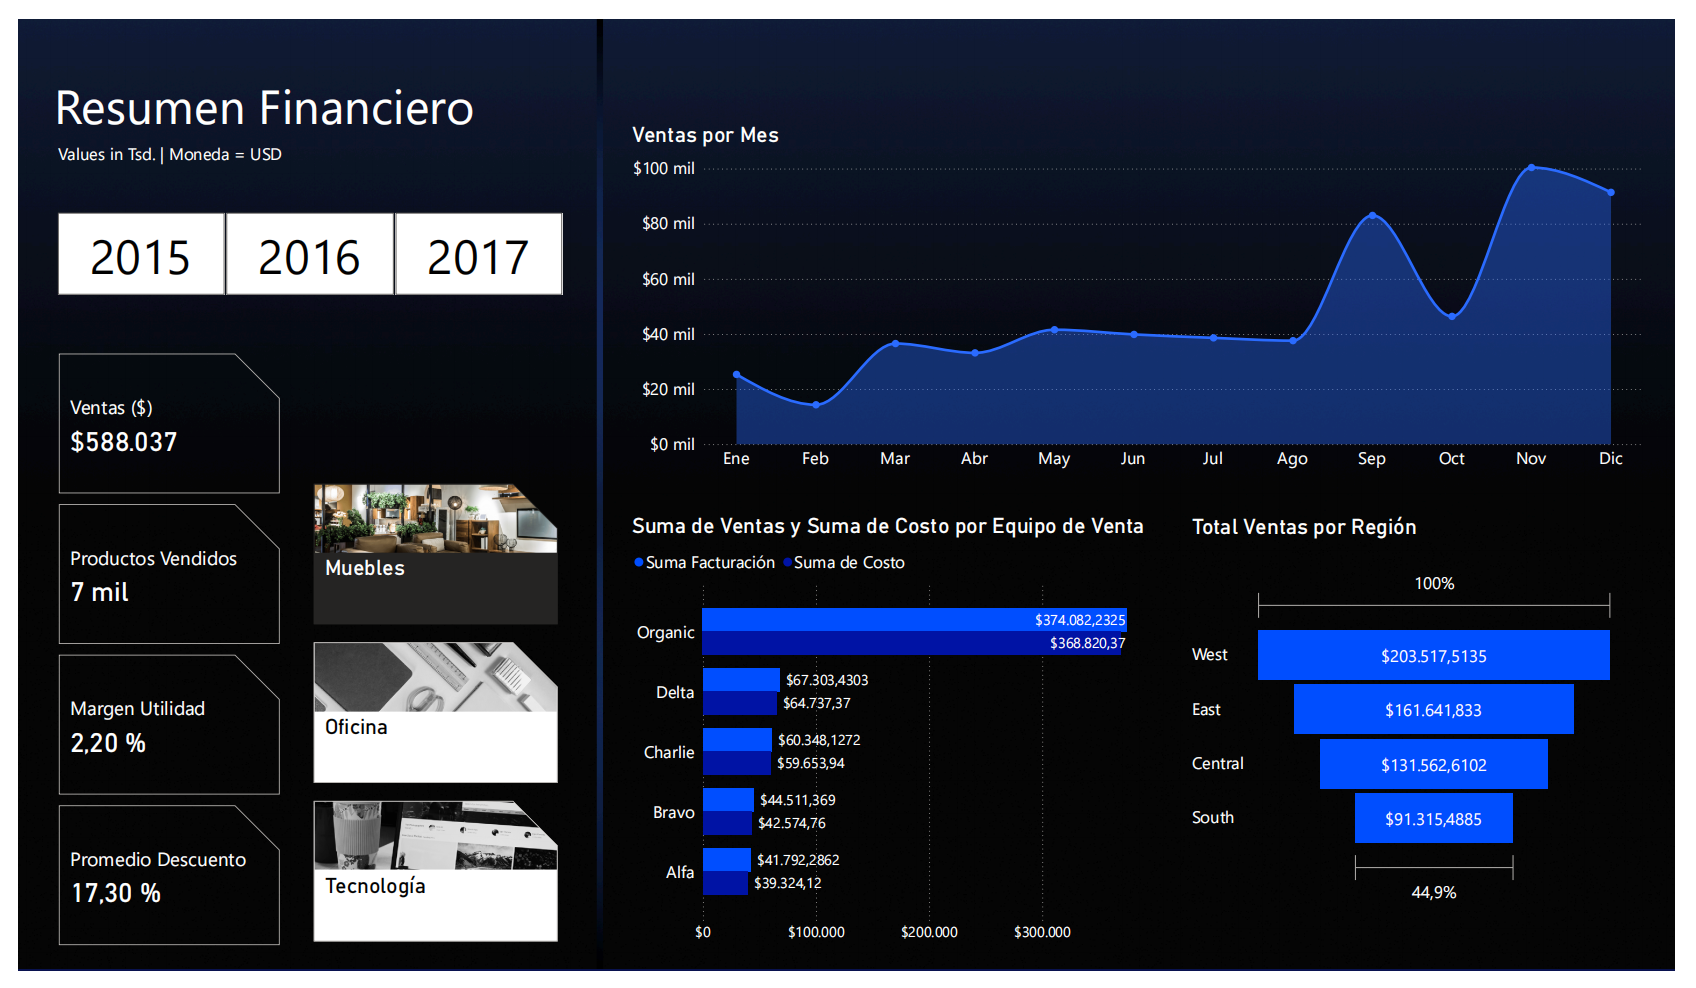 Resumen Financiero
Values in Tsd. | Moneda = USD
2015
2016
2017
Ventas ($)
$588.037
Productos Vendidos
7 mil
Margen Utilidad
2,20 %
Promedio Descuento
17,30 %
Muebles
Oficina
Tecnología
Ventas por Mes
$100 mil
$80 mil
$60 mil
$40 mil
$20 mil
$0 mil
Ene Feb Mar Abr May Jun Jul Ago Sep Oct Nov Dic
Suma de Ventas y Suma de Costo por Equipo de Venta
Suma Facturación Suma de Costo
Organic
$374.082,2325
$368.820,37
Delta
$67.303,4303
$64.737,37
Charlie
$60.348,1272
$59.653,94
Bravo
$44.511,369
$42.574,76
Alfa
$41.792,2862
$39.324,12
$0 $100.000 $200.000 $300.000
Total Ventas por Región
100%
West $203.517,5135
East $161.641,833
Central $131.562,6102
South $91.315,4885
44,9%